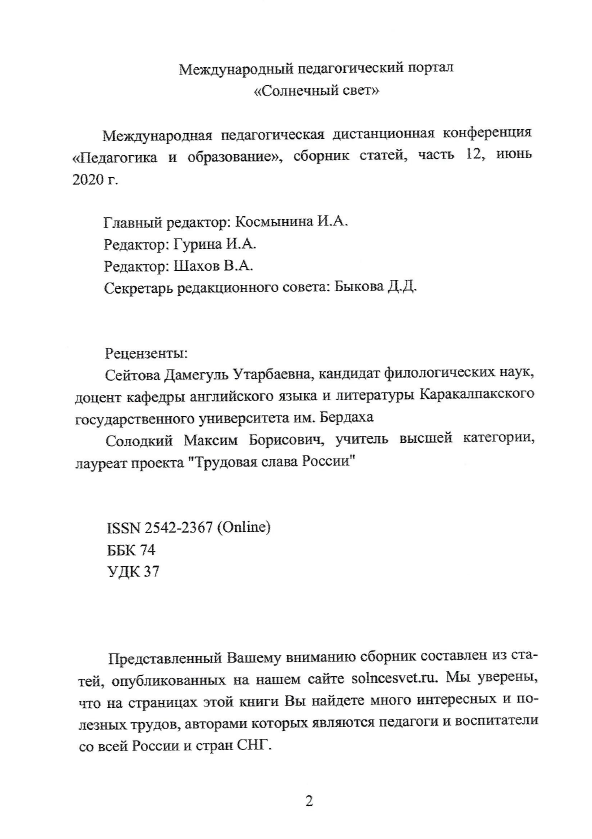 Международный педагогический портал
«Солнечный свет»
Международная педагогическая дистанционная конференция
«Педагогика и образование», сборник статей, часть 12, июнь
2020 г.
Главный редактор: Космынина И.А.
Редактор: Гурина И.А.
Редактор: Шахов В.А.
Секретарь редакционного совета: Быкова Д.Д.
Рецензенты:
Сейтова Дамегуль Утарбаевна, кандидат филологических наук,
доцент кафедры английского языка и литературы Каракалпакского
государственного университета им. Бердаха
Солодкий Максим Борисович, учитель высшей категории,
лауреат проекта "Трудовая слава России"
ISSN 2542-2367 (Online)
ББК 74
УДК 37
Представленный Вашему вниманию сборник составлен из ста-
тей, опубликованных на нашем сайте solncesvet.ru. Мы уверены,
что на страницах этой книги Вы найдете много интересных и по-
лезных трудов, авторами которых являются педагоги и воспитатели
со всей России и стран СНГ.
2